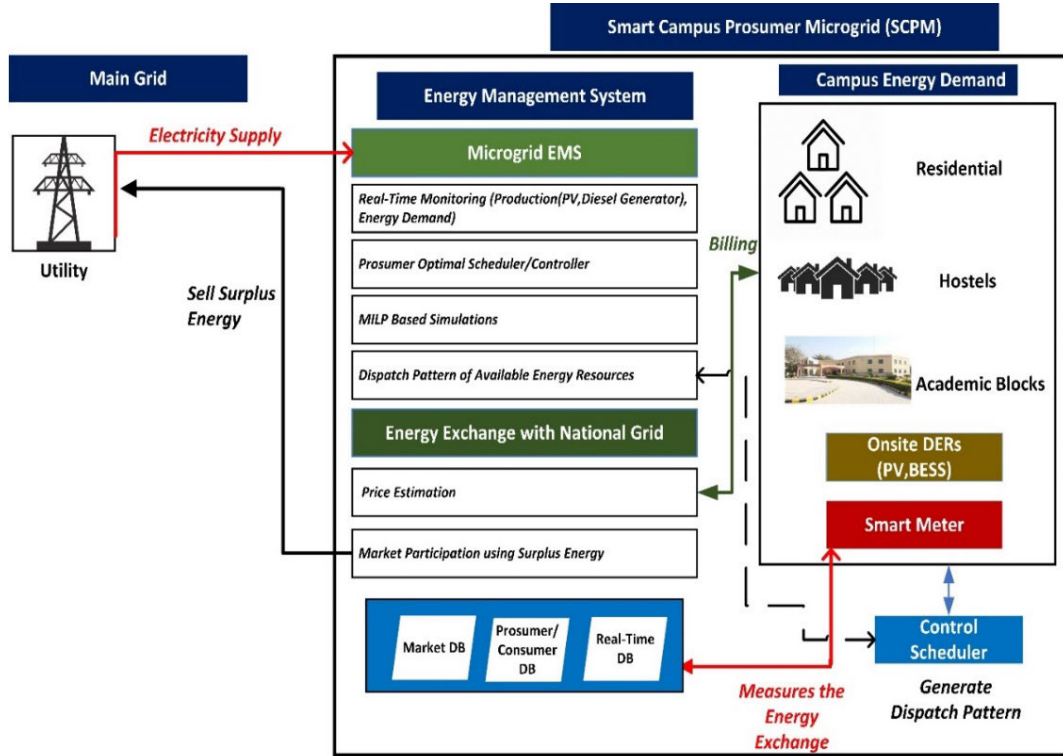 Smart Campus Prosumer Microgrid (SCPM)
Main Grid
Electricity Supply
Utility
Sell Surplus
Energy
Energy Management System
Microgrid EMS
Real-Time Monitoring (Production(PV,Diesel Generator),
Energy Demand)
Prosumer Optimal Scheduler/Controller
MILP Based Simulations
Dispatch Pattern of Available Energy Resources
Energy Exchange with National Grid
Price Estimation
Market Participation using Surplus Energy
Market DB
Prosumer/
Consumer
DB
Real-Time
DB
Billing
Campus Energy Demand
Residential
Hostels
Academic Blocks
Onsite DERs
(PV,BESS)
Smart Meter
Measures the
Energy
Exchange
Control
Scheduler
Generate
Dispatch Pattern